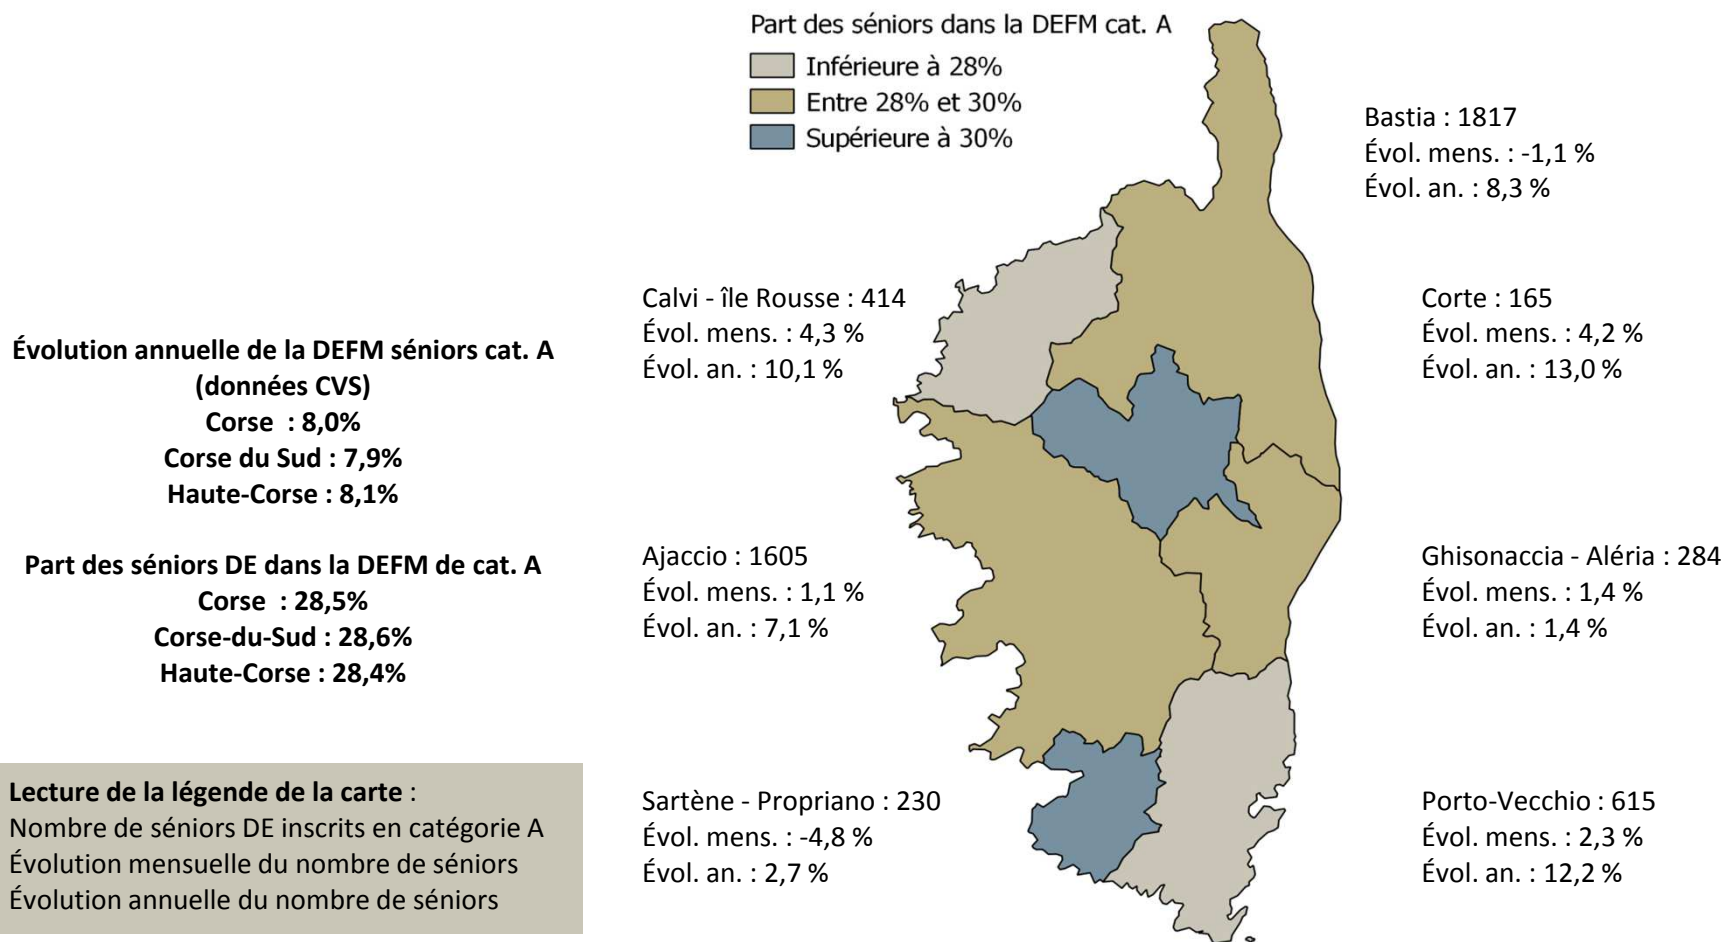 Part des séniors dans la DEFM cat. A
Inférieure à 28%
Entre 28% et 30%
Supérieure à 30%
Bastia : 1817
Évol. mens. : -1,1 %
Évol. an. : 8,3 %
Calvi - île Rousse : 414
Évol. mens. : 4,3 %
Évol. an. : 10,1 %
Corte : 165
Évol. mens. : 4,2 %
Évol. an. : 13,0 %
Évolution annuelle de la DEFM séniors cat. A
(données CVS)
Corse : 8,0%
Corse du Sud : 7,9%
Haute-Corse : 8,1%
Part des séniors DE dans la DEFM de cat. A
Corse : 28,5%
Corse-du-Sud : 28,6%
Haute-Corse : 28,4%
Ajaccio : 1605
Évol. mens. : 1,1 %
Évol. an. : 7,1 %
Ghisonaccia - Aléria : 284
Évol. mens. : 1,4 %
Évol. an. : 1,4 %
Lecture de la légende de la carte :
Nombre de séniors DE inscrits en catégorie A
Évolution mensuelle du nombre de séniors
Évolution annuelle du nombre de séniors
Sartène - Propriano : 230
Évol. mens. : -4,8 %
Évol. an. : 2,7 %
Porto-Vecchio : 615
Évol. mens. : 2,3 %
Évol. an. : 12,2 %